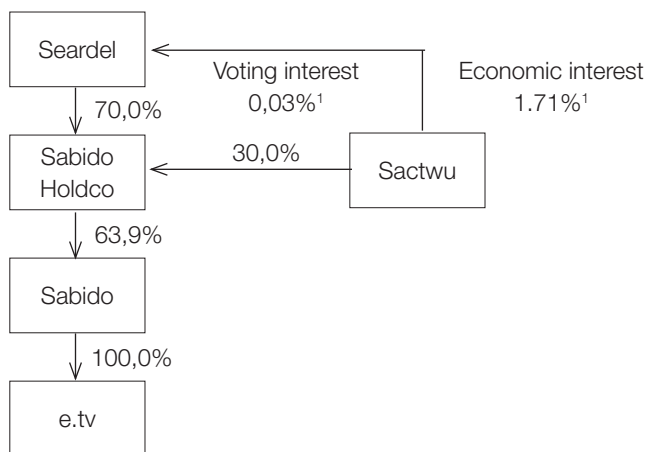 Seardel
Voting interest
0,03%¹
Economic interest
1.71%¹
70,0%
Sabido
Holdco
30,0%
Sactwu
63,9%
Sabido
100,0%
e.tv